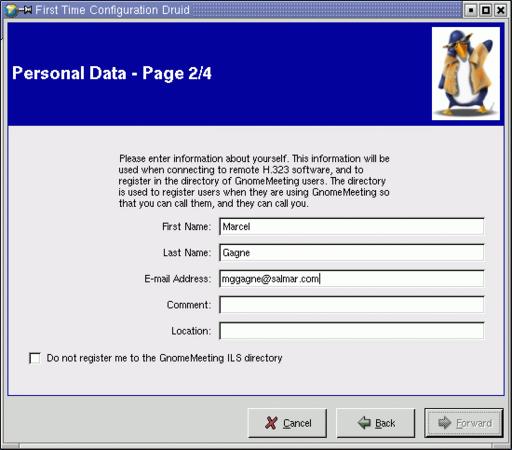 First Time Configuration Druid
Personal Data - Page 2/4
Please enter information about yourself. This information will be
used when connecting to remote H.323 software, and to
register in the directory of GnomeMeeting users. The directory
is used to register users when they are using GnomeMeeting so
that you can call them, and they can call you.
First Name: Marcel
Last Name: Gagne
E-mail Address: mggagne@salmar.com
Comment:
Location:
Do not register me to the GnomeMeeting ILS directory
Cancel Back Forward